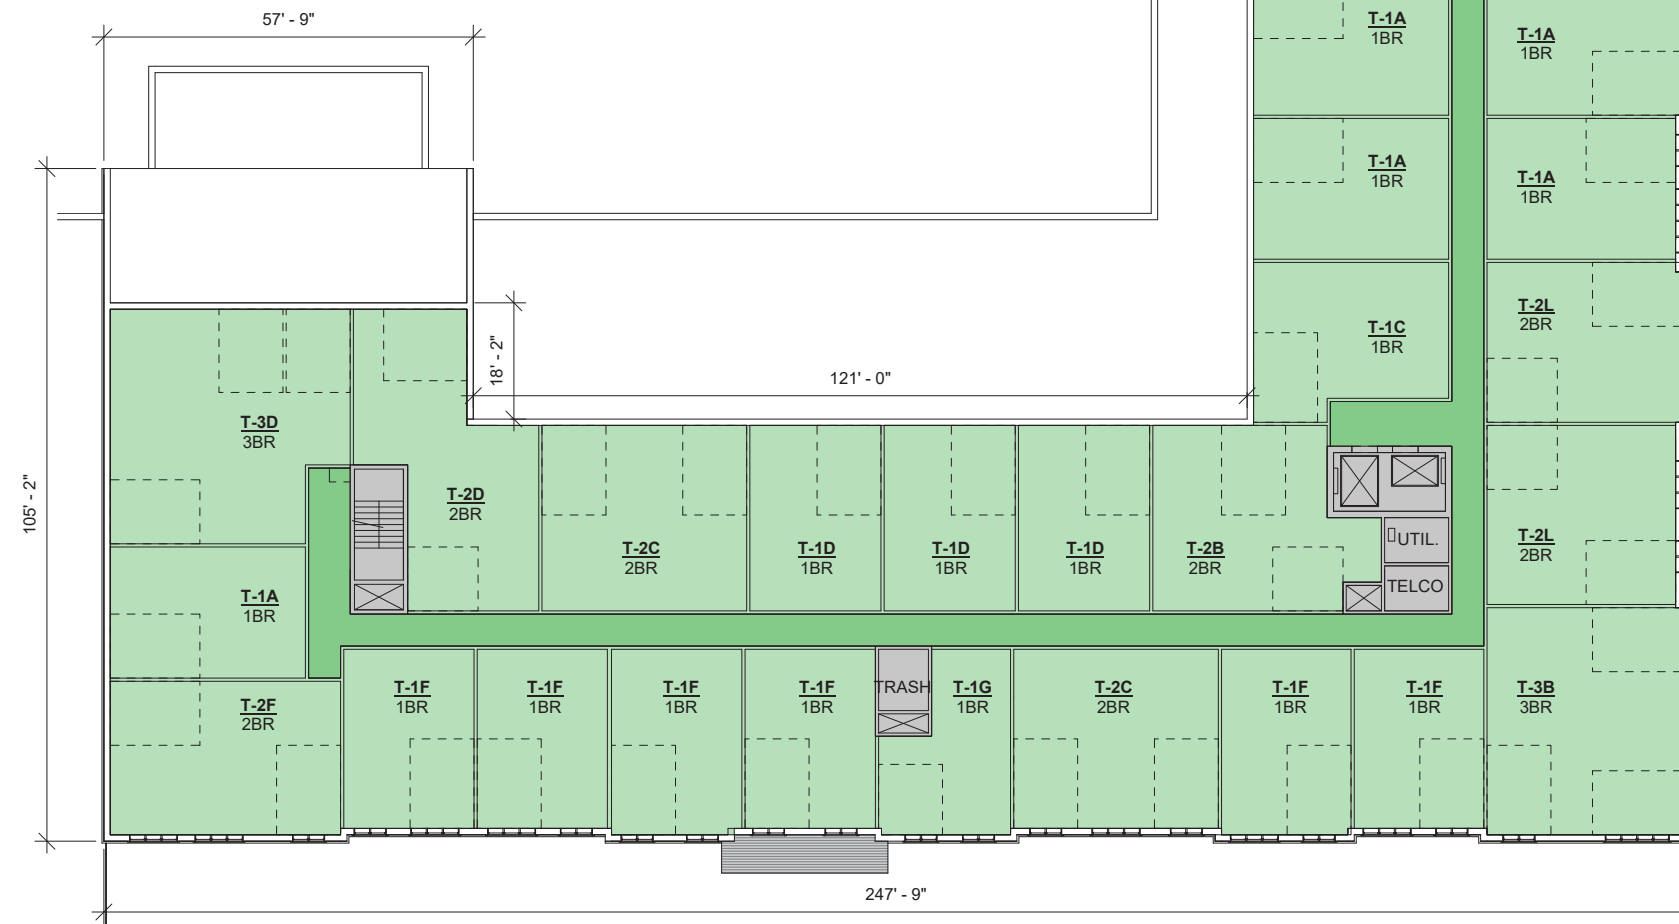 57' - 9"
T-1A
1BR
T-1A
1BR
T-1A
1BR
T-1A
1BR
T-2L
2BR
T-1C
1BR
18' - 2"
121' - 0"
T-3D
3BR
105' - 2"
T-2D
2BR
T-2C
2BR
T-1D
1BR
T-1D
1BR
T-1D
1BR
T-2B
2BR
UTIL.
T-2L
2BR
TELCO
T-1A
1BR
T-2F
2BR
T-1F
1BR
T-1F
1BR
T-1F
1BR
T-1F
1BR
TRASH
T-1G
1BR
T-2C
2BR
T-1F
1BR
T-1F
1BR
T-3B
3BR
247' - 9"